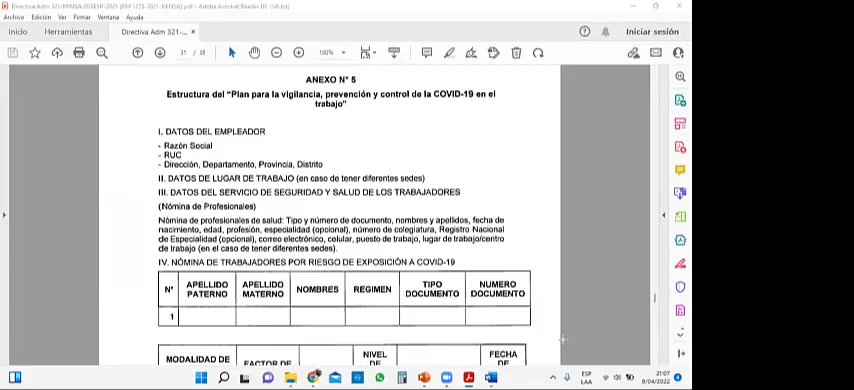 Directiva Adm 321-MINSA-DGIESP-2021 (RM 1275-2021-MINSA).pdf - Adobe Acrobat Reader DC (64-bit)
Archivo Edición Ver Firmar Ventana Ayuda
Inicio Herramientas Directiva Adm 321-... × Iniciar sesión
31 / 38 100%
ANEXO N° 5
Estructura del "Plan para la vigilancia, prevención y control de la COVID-19 en el
trabajo"
I. DATOS DEL EMPLEADOR
- Razón Social
- RUC
- Dirección, Departamento, Provincia, Distrito
II. DATOS DE LUGAR DE TRABAJO (en caso de tener diferentes sedes)
III. DATOS DEL SERVICIO DE SEGURIDAD Y SALUD DE LOS TRABAJADORES
(Nómina de Profesionales)
Nómina de profesionales de salud: Tipo y número de documento, nombres y apellidos, fecha de
nacimiento, edad, profesión, especialidad (opcional), número de colegiatura, Registro Nacional
de Especialidad (opcional), correo electrónico, celular, puesto de trabajo, lugar de trabajo/centro
de trabajo (en el caso de tener diferentes sedes).
IV. NÓMINA DE TRABAJADORES POR RIESGO DE EXPOSICIÓN A COVID-19
N° APELLIDO PATERNO APELLIDO MATERNO NOMBRES REGIMEN TIPO DOCUMENTO NUMERO DOCUMENTO
1
MODALIDAD DE FACTOR DE NIVEL DE FECHA DE
ESP LAA 21:07 9/04/2022